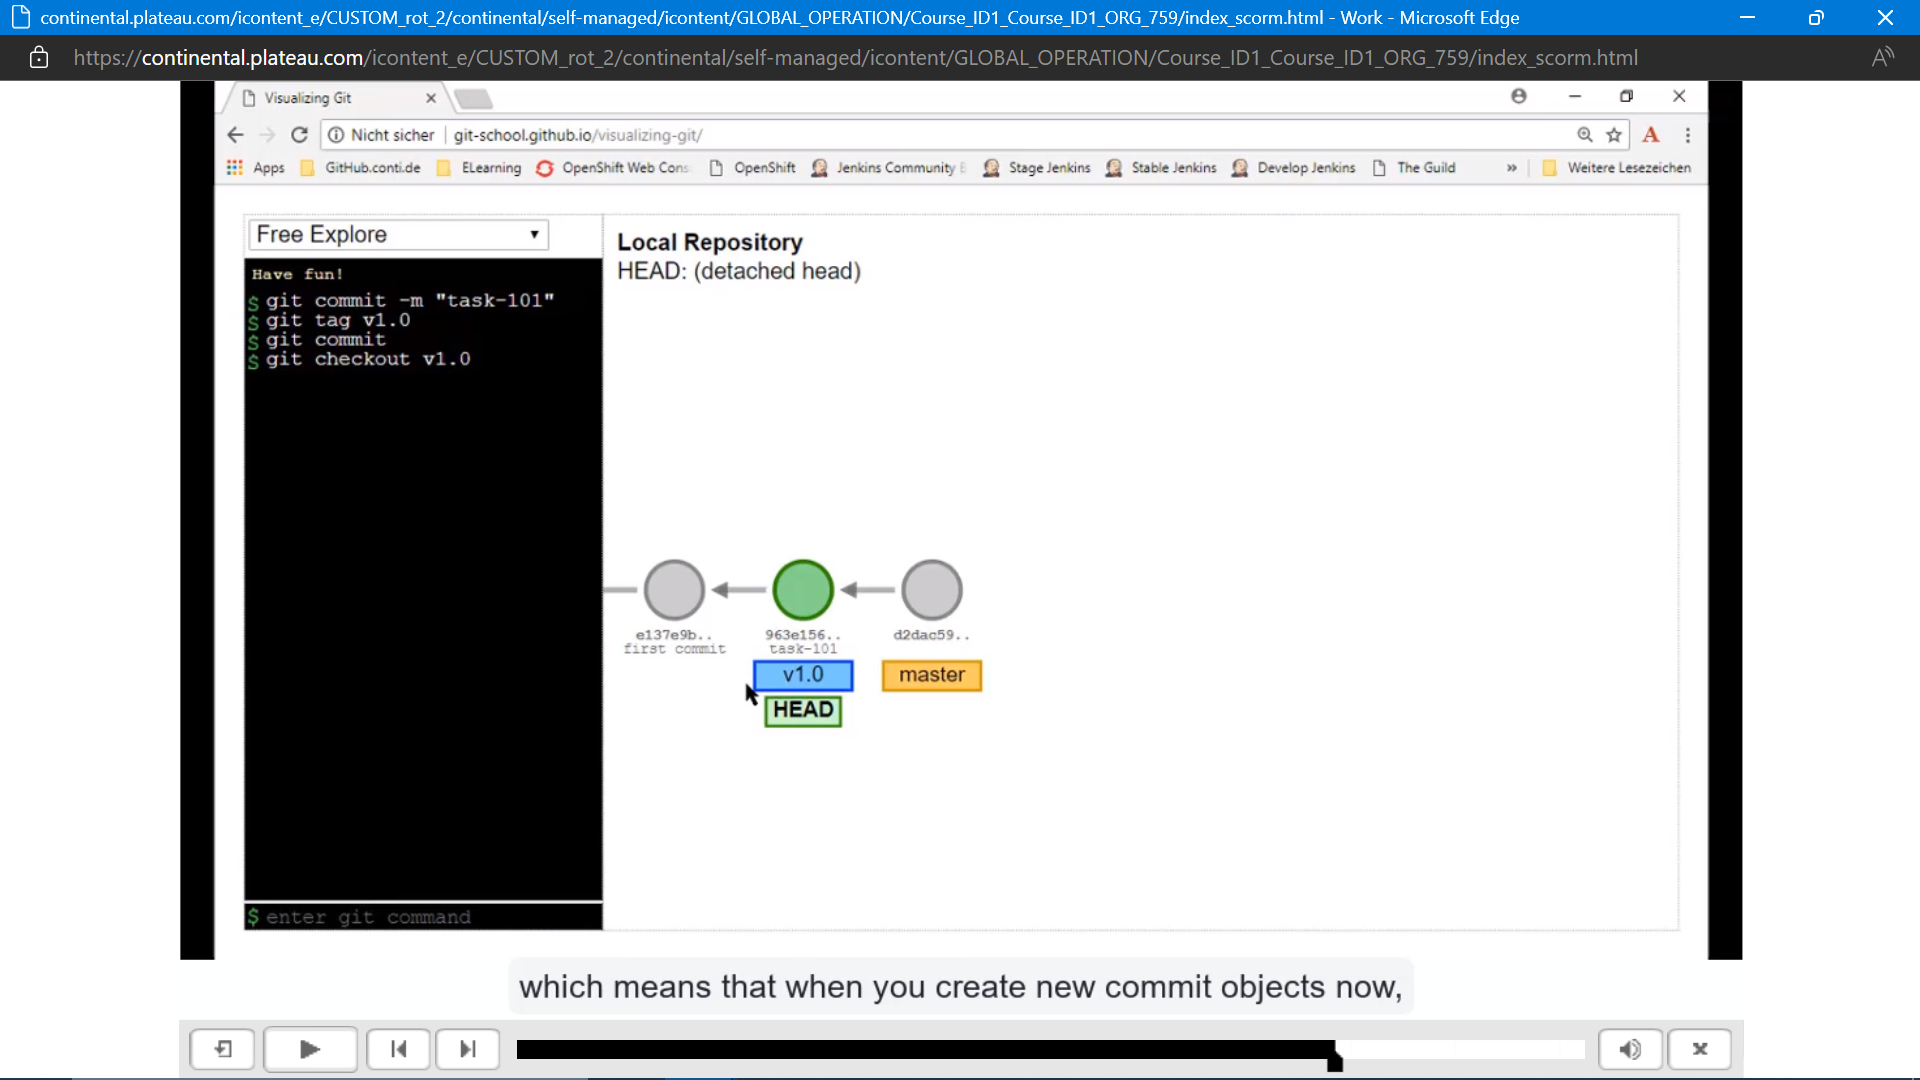 continental.plateau.com/icontent_e/CUSTOM_rot_2/continental/self-managed/icontent/GLOBAL_OPERATION/Course_ID1_Course_ID1_ORG_759/index_scorm.html - Work - Microsoft Edge
https://continental.plateau.com/icontent_e/CUSTOM_rot_2/continental/self-managed/icontent/GLOBAL_OPERATION/Course_ID1_Course_ID1_ORG_759/index_scorm.html
Visualizing Git
Nicht sicher git-school.github.io/visualizing-git/
Apps GitHub.conti.de ELearning OpenShift Web Cons OpenShift Jenkins Community Stage Jenkins Stable Jenkins Develop Jenkins The Guild » Weitere Lesezeichen
Free Explore
Local Repository
HEAD: (detached head)
Have fun!
$ git commit -m "task-101"
$ git tag v1.0
$ git commit
$ git checkout v1.0
e137e9b.. 963e156.. d2dac59..
first commit task-101
v1.0 master
HEAD
$ enter git command
which means that when you create new commit objects now,